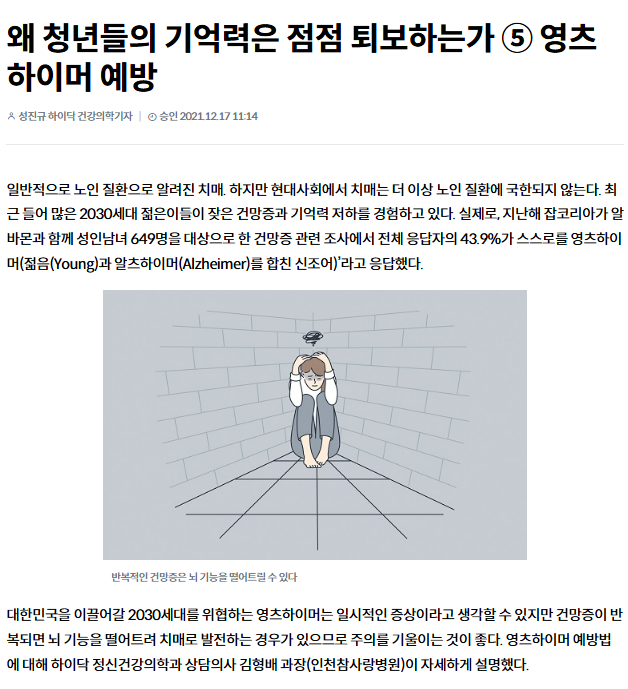 왜 청년들의 기억력은 점점 퇴보하는가 ⑤ 영츠
하이머 예방
성진규 하이닥 건강의학기자 | 승인 2021.12.17 11:14
일반적으로 노인 질환으로 알려진 치매. 하지만 현대사회에서 치매는 더 이상 노인 질환에 국한되지 않는다. 최
근 들어 많은 2030세대 젊은이들이 잦은 건망증과 기억력 저하를 경험하고 있다. 실제로, 지난해 잡코리아가 알
바몬과 함께 성인남녀 649명을 대상으로 한 건망증 관련 조사에서 전체 응답자의 43.9%가 스스로를 영츠하이
머(젊음(Young)과 알츠하이머(Alzheimer)를 합친 신조어)’라고 응답했다.
반복적인 건망증은 뇌 기능을 떨어트릴 수 있다
대한민국을 이끌어갈 2030세대를 위협하는 영츠하이머는 일시적인 증상이라고 생각할 수 있지만 건망증이 반
복되면 뇌 기능을 떨어트려 치매로 발전하는 경우가 있으므로 주의를 기울이는 것이 좋다. 영츠하이머 예방법
에 대해 하이닥 정신건강의학과 상담의사 김형배 과장(인천참사랑병원)이 자세하게 설명했다.